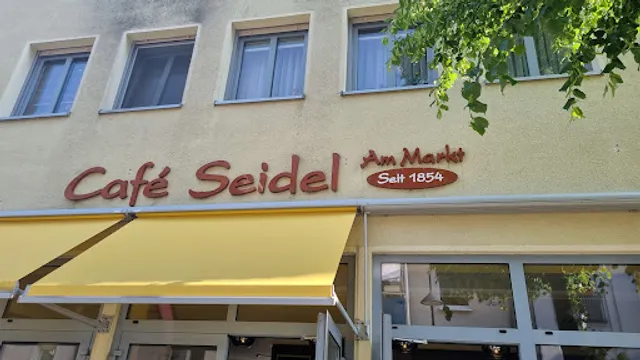 Café Seidel
Am Markt
Seit 1854